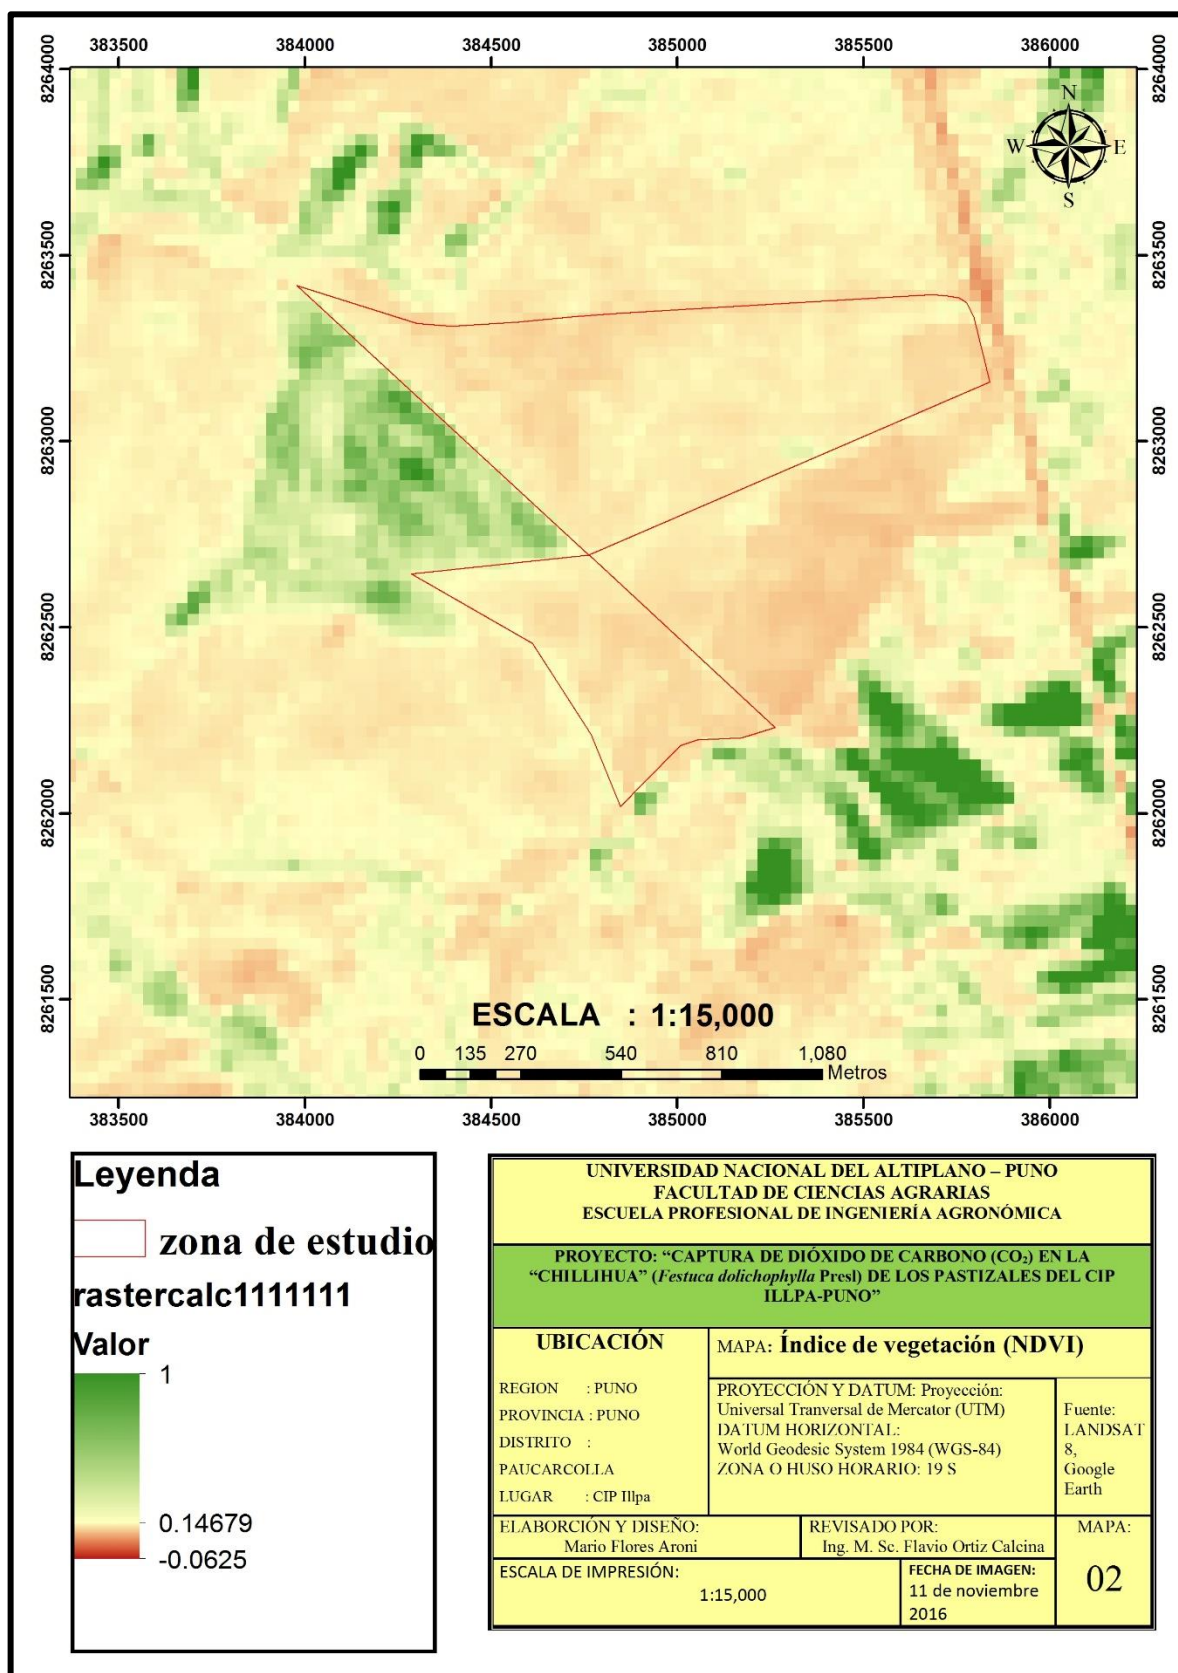 383500 384000 384500 385000 385500 386000
8264000 8264000
N
W E
S
8263500 8263500
8263000 8263000
8262500 8262500
8262000 8262000
8261500 8261500
ESCALA : 1:15,000
0 135 270 540 810 1,080
Metros
383500 384000 384500 385000 385500 386000
Leyenda
zona de estudio
rastercalc1111111
Valor
1
0.14679
-0.0625
UNIVERSIDAD NACIONAL DEL ALTIPLANO – PUNO
FACULTAD DE CIENCIAS AGRARIAS
ESCUELA PROFESIONAL DE INGENIERÍA AGRONÓMICA
PROYECTO: “CAPTURA DE DIÓXIDO DE CARBONO (CO₂) EN LA
“CHILLIHUA” (Festuca dolichophylla Presl) DE LOS PASTIZALES DEL CIP
ILLPA-PUNO”
UBICACIÓN
REGION : PUNO
PROVINCIA : PUNO
DISTRITO :
PAUCARCOLLA
LUGAR : CIP Illpa
MAPA: Índice de vegetación (NDVI)
PROYECCIÓN Y DATUM: Proyección:
Universal Tranversal de Mercator (UTM)
DATUM HORIZONTAL:
World Geodesic System 1984 (WGS-84)
ZONA O HUSO HORARIO: 19 S
Fuente:
LANDSAT
8,
Google
Earth
ELABORCIÓN Y DISEÑO:
Mario Flores Aroni
REVISADO POR:
Ing. M. Sc. Flavio Ortiz Calcina
MAPA:
02
ESCALA DE IMPRESIÓN:
1:15,000
FECHA DE IMAGEN:
11 de noviembre
2016